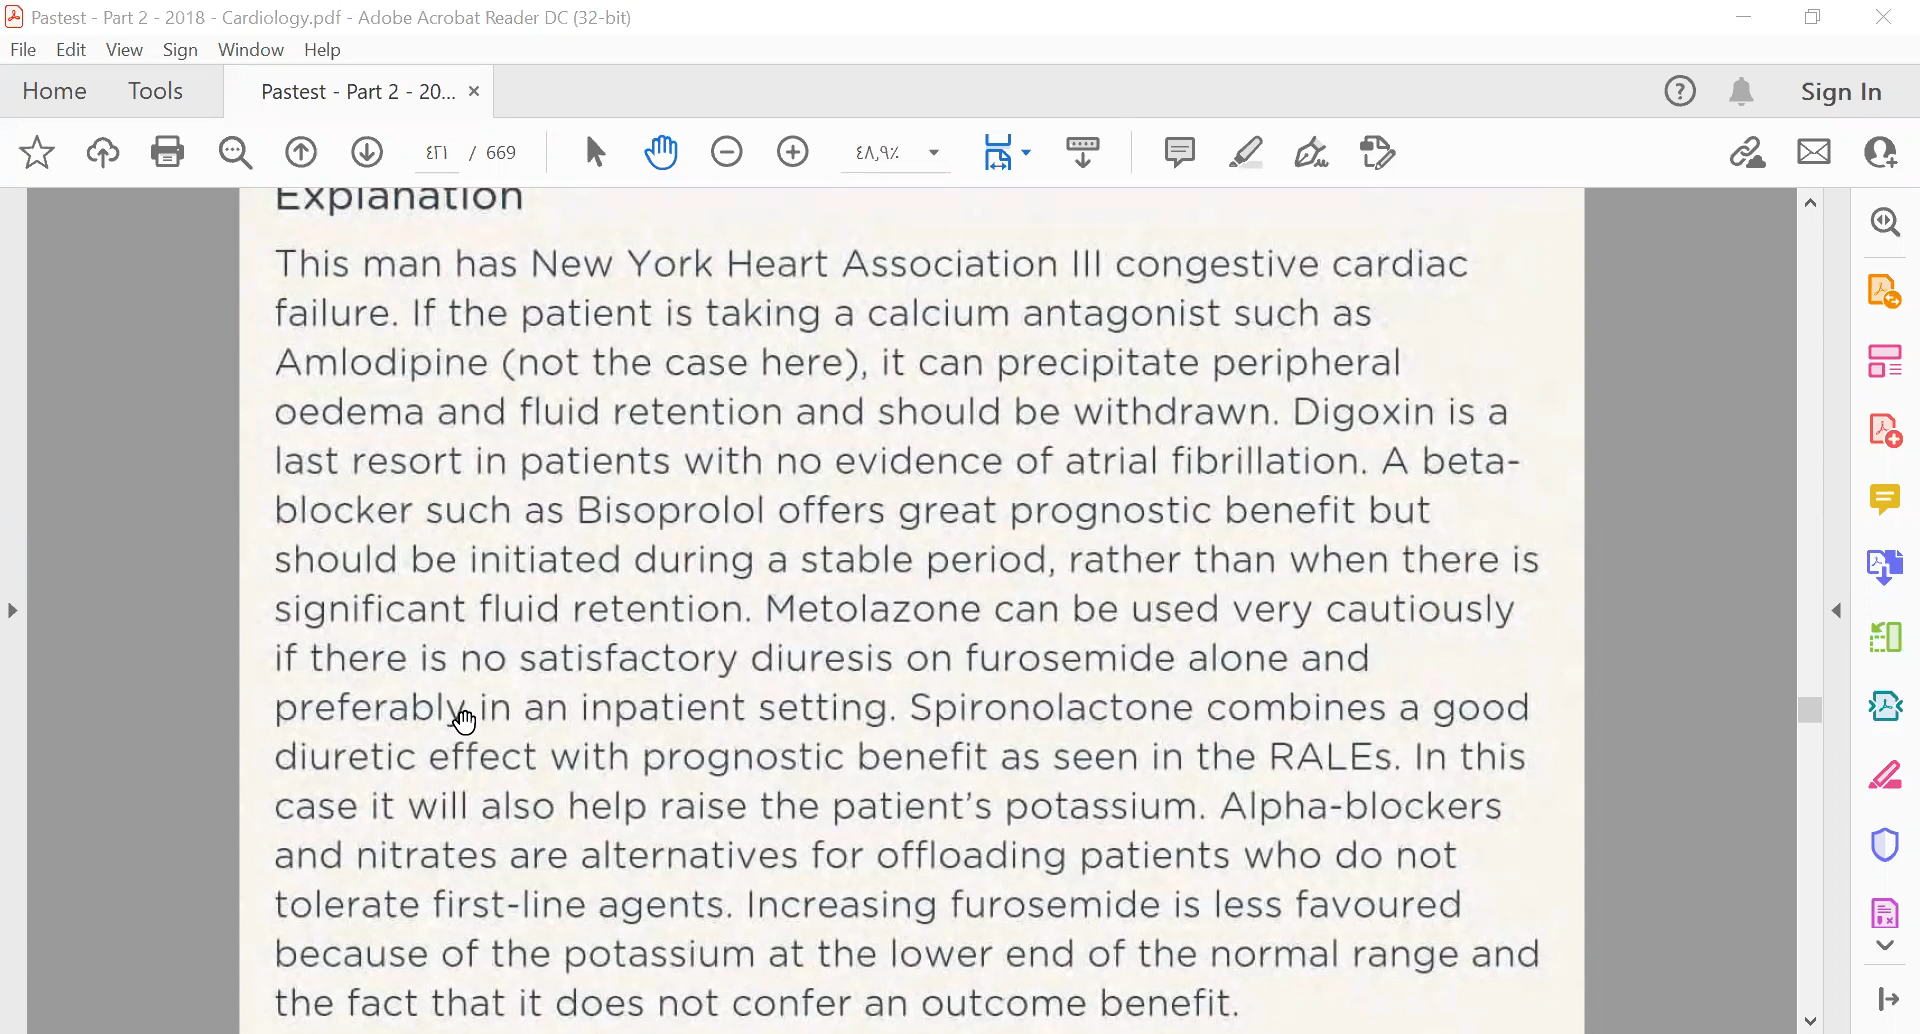 Pastest - Part 2 - 2018 - Cardiology.pdf - Adobe Acrobat Reader DC (32-bit)
File Edit View Sign Window Help
Home Tools Pastest - Part 2 - 20... × Sign In
٤٣١ / 669 ٤٨,٩٪
Explanation
This man has New York Heart Association III congestive cardiac
failure. If the patient is taking a calcium antagonist such as
Amlodipine (not the case here), it can precipitate peripheral
oedema and fluid retention and should be withdrawn. Digoxin is a
last resort in patients with no evidence of atrial fibrillation. A beta-
blocker such as Bisoprolol offers great prognostic benefit but
should be initiated during a stable period, rather than when there is
significant fluid retention. Metolazone can be used very cautiously
if there is no satisfactory diuresis on furosemide alone and
preferably in an inpatient setting. Spironolactone combines a good
diuretic effect with prognostic benefit as seen in the RALEs. In this
case it will also help raise the patient's potassium. Alpha-blockers
and nitrates are alternatives for offloading patients who do not
tolerate first-line agents. Increasing furosemide is less favoured
because of the potassium at the lower end of the normal range and
the fact that it does not confer an outcome benefit.